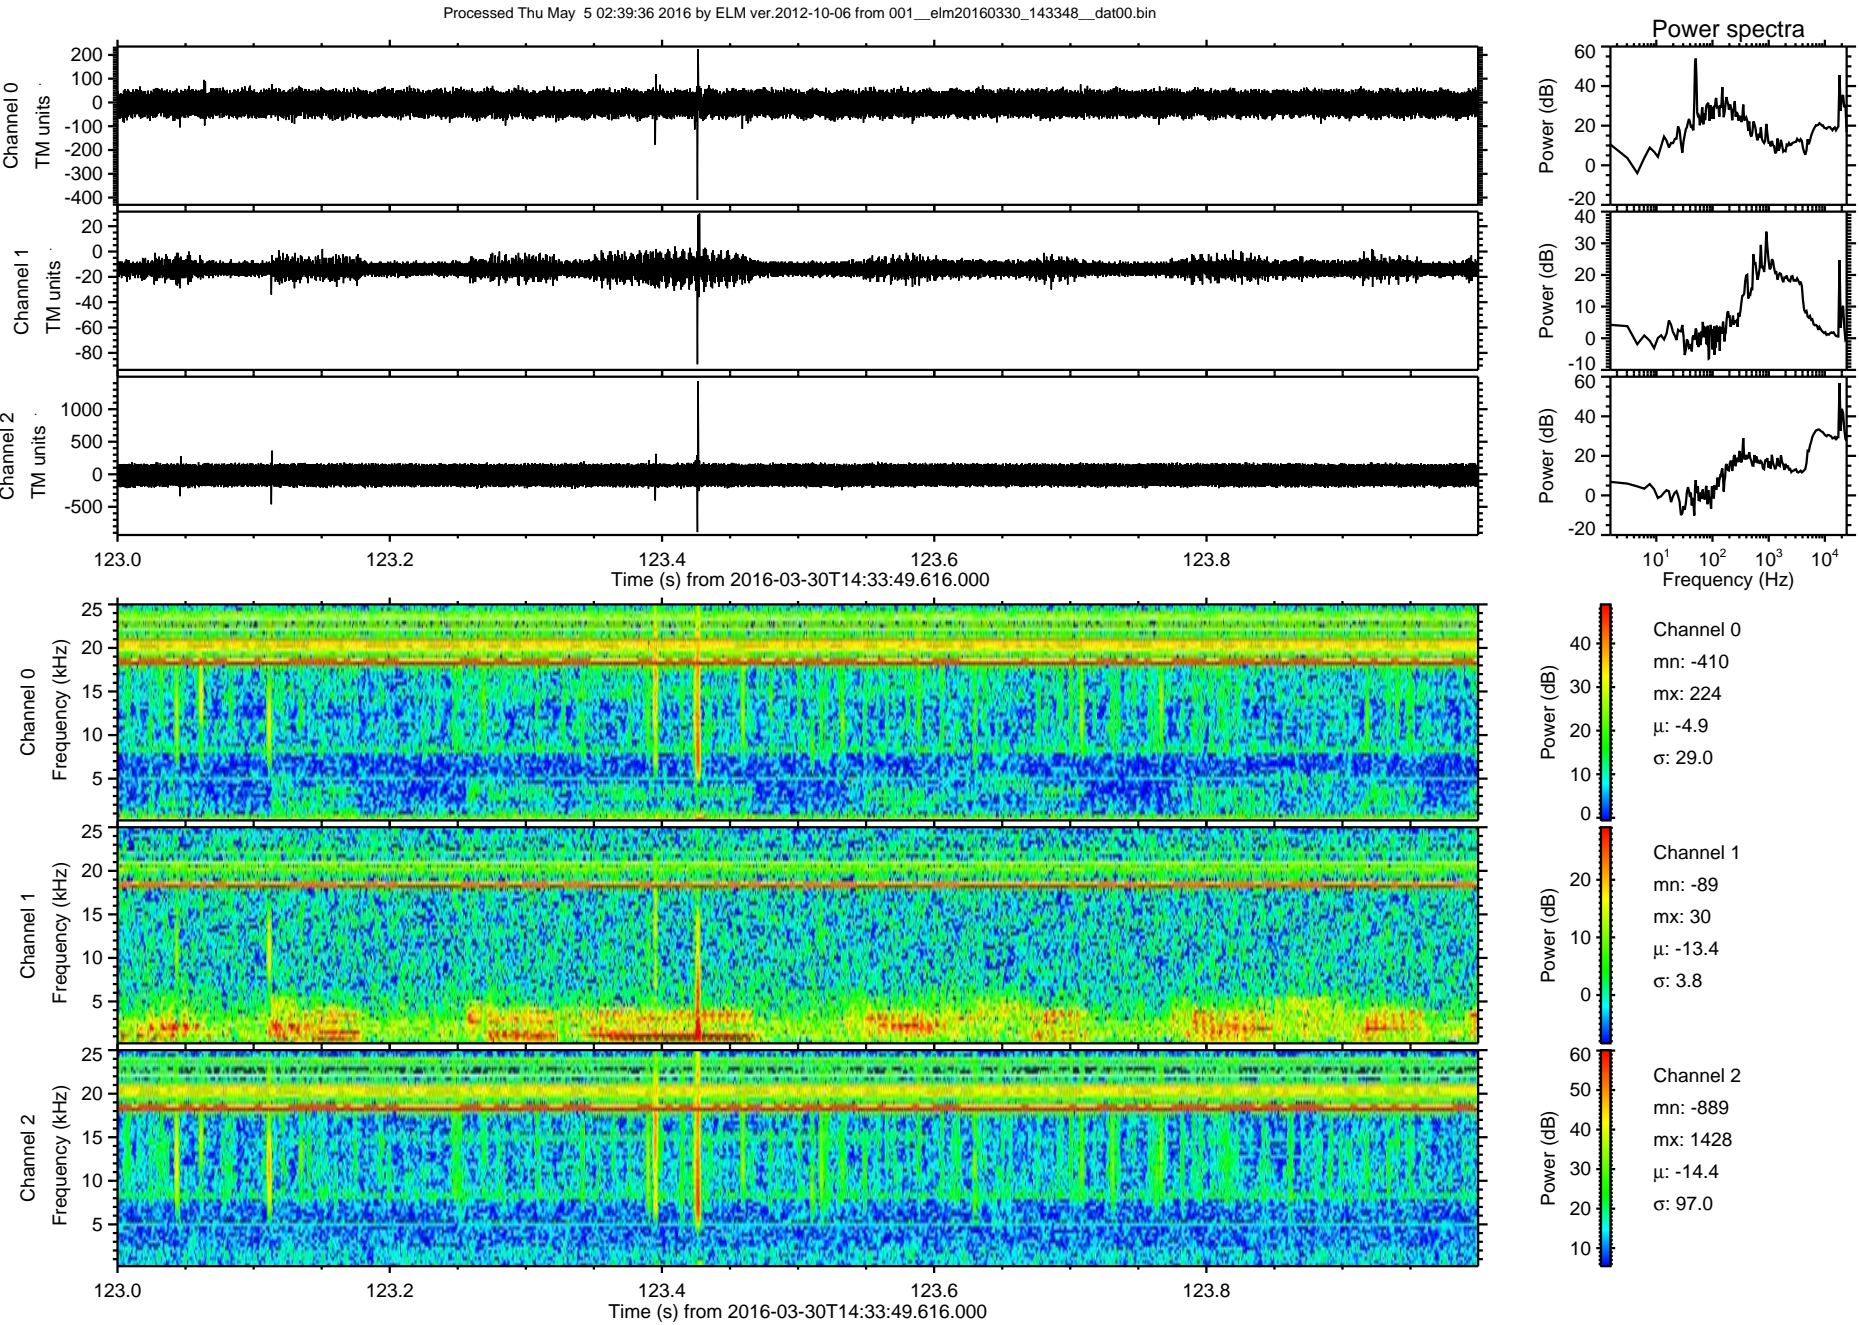 Processed Thu May  5 02:39:36 2016 by ELM ver.2012-10-06 from 001__elm20160330_143348__dat00.bin
Power spectra
Channel 0
TM units
200
100
0
-100
-200
-300
-400
Power (dB)
60
40
20
0
-20
Channel 1
TM units
20
0
-20
-40
-60
-80
Power (dB)
40
30
20
10
0
-10
Channel 2
TM units
1000
500
0
-500
Power (dB)
60
40
20
0
-20
123.0 123.2 123.4 123.6 123.8
Time (s) from 2016-03-30T14:33:49.616.000
10^1 10^2 10^3 10^4
Frequency (Hz)
Channel 0
Frequency (kHz)
25
20
15
10
5
Power (dB)
40
30
20
10
0
Channel 0
mn: -410
mx: 224
μ: -4.9
σ: 29.0
Channel 1
Frequency (kHz)
25
20
15
10
5
Power (dB)
20
10
0
Channel 1
mn: -89
mx: 30
μ: -13.4
σ: 3.8
Channel 2
Frequency (kHz)
25
20
15
10
5
Power (dB)
60
50
40
30
20
10
Channel 2
mn: -889
mx: 1428
μ: -14.4
σ: 97.0
123.0 123.2 123.4 123.6 123.8
Time (s) from 2016-03-30T14:33:49.616.000